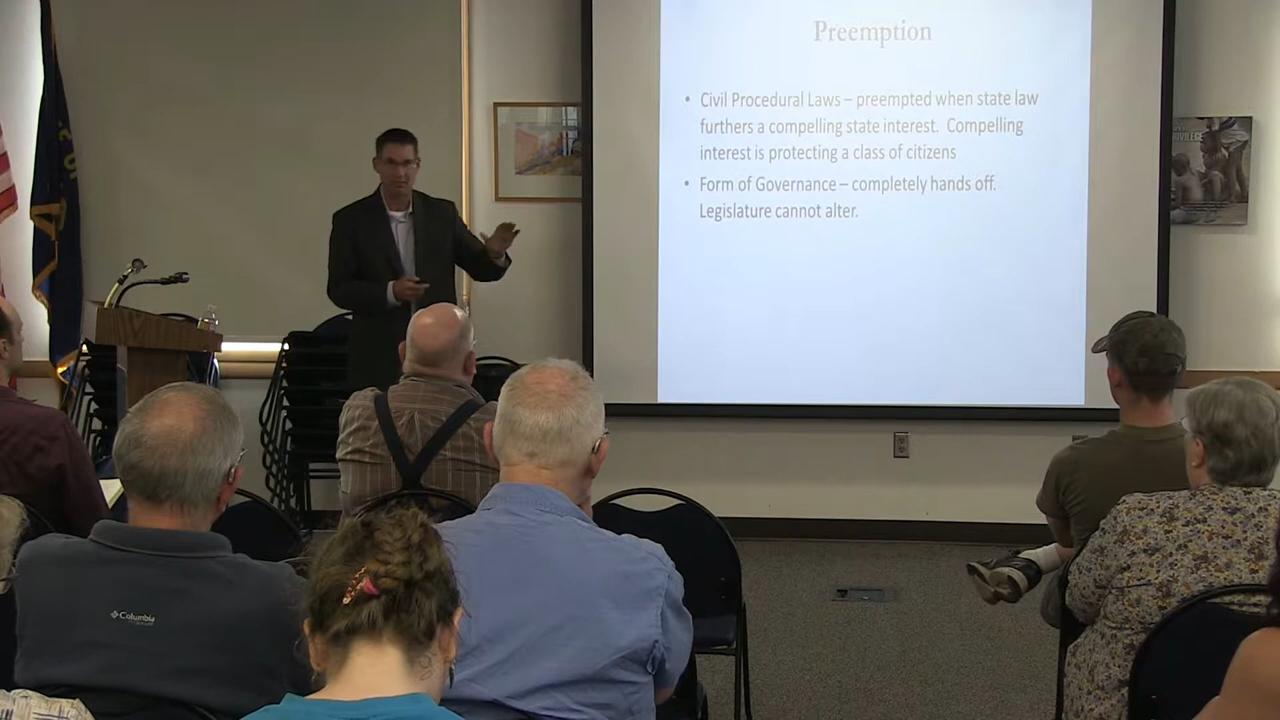 Preemption
• Civil Procedural Laws – preempted when state law
furthers a compelling state interest. Compelling
interest is protecting a class of citizens
• Form of Governance – completely hands off.
Legislature cannot alter.
Columbia